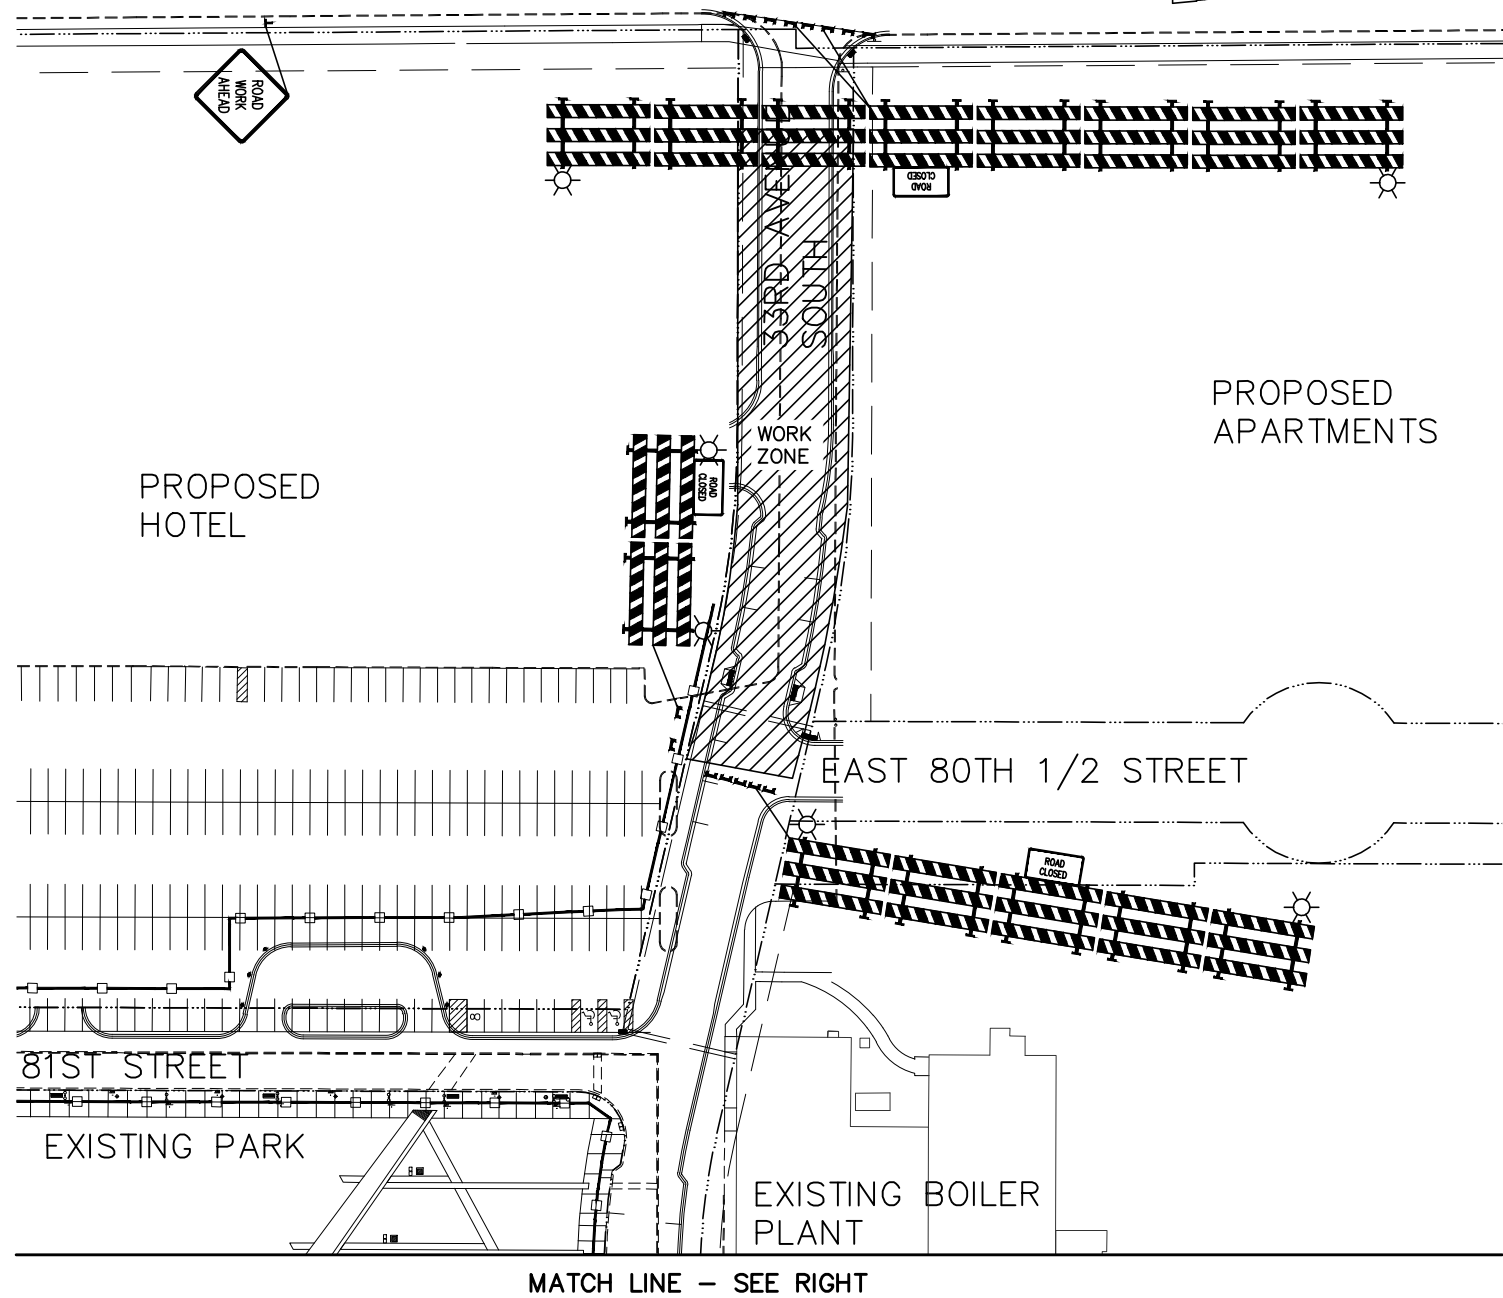 ROAD
WORK
AHEAD
ROAD
CLOSED
33RD AVENUE
SOUTH
PROPOSED
APARTMENTS
WORK
ZONE
ROAD
CLOSED
PROPOSED
HOTEL
EAST 80TH 1/2 STREET
ROAD
CLOSED
8
81ST STREET
EXISTING PARK
EXISTING BOILER
PLANT
MATCH LINE – SEE RIGHT